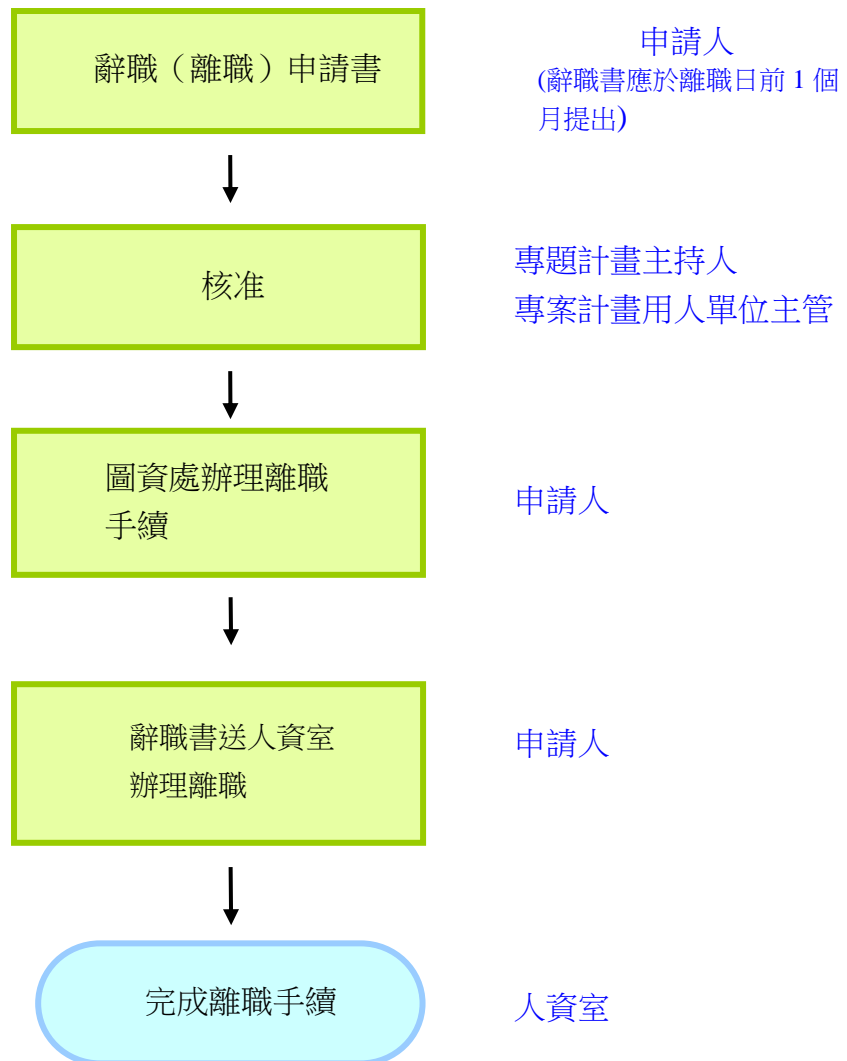 辭職（離職）申請書
申請人
(辭職書應於離職日前 1 個
月提出)
核准
專題計畫主持人
專案計畫用人單位主管
圖資處辦理離職
手續
申請人
辭職書送人資室
辦理離職
申請人
完成離職手續
人資室